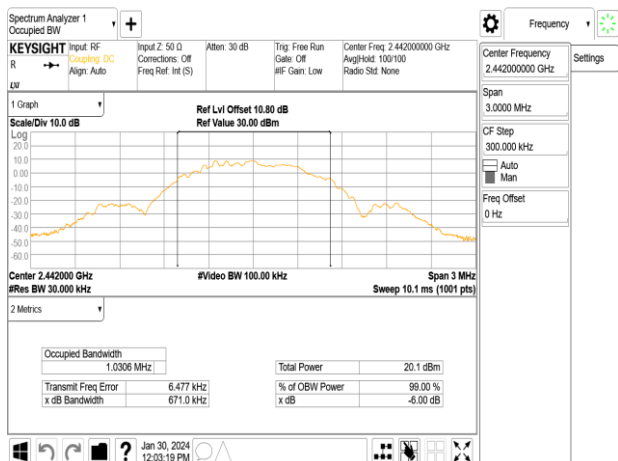 Spectrum Analyzer 1
Occupied BW
Frequency
KEYSIGHT
R
LXI
Input: RF
Coupling: DC
Align: Auto
Input Z: 50 Ω
Corrections: Off
Freq Ref: Int (S)
Atten: 30 dB
Trig: Free Run
Gate: Off
#IF Gain: Low
Center Freq: 2.442000000 GHz
Avg|Hold: 100/100
Radio Std: None
Center Frequency
2.442000000 GHz
Settings
Span
3.0000 MHz
CF Step
300.000 kHz
Auto
Man
Freq Offset
0 Hz
1 Graph
Scale/Div 10.0 dB
Ref Lvl Offset 10.80 dB
Ref Value 30.00 dBm
Log
20.0
10.0
0.00
-10.0
-20.0
-30.0
-40.0
-50.0
-60.0
Center 2.442000 GHz
#Video BW 100.00 kHz
Span 3 MHz
#Res BW 30.000 kHz
Sweep 10.1 ms (1001 pts)
2 Metrics
Occupied Bandwidth
1.0306 MHz
Total Power 20.1 dBm
Transmit Freq Error 6.477 kHz
% of OBW Power 99.00 %
x dB Bandwidth 671.0 kHz
x dB -6.00 dB
Jan 30, 2024
12:03:19 PM